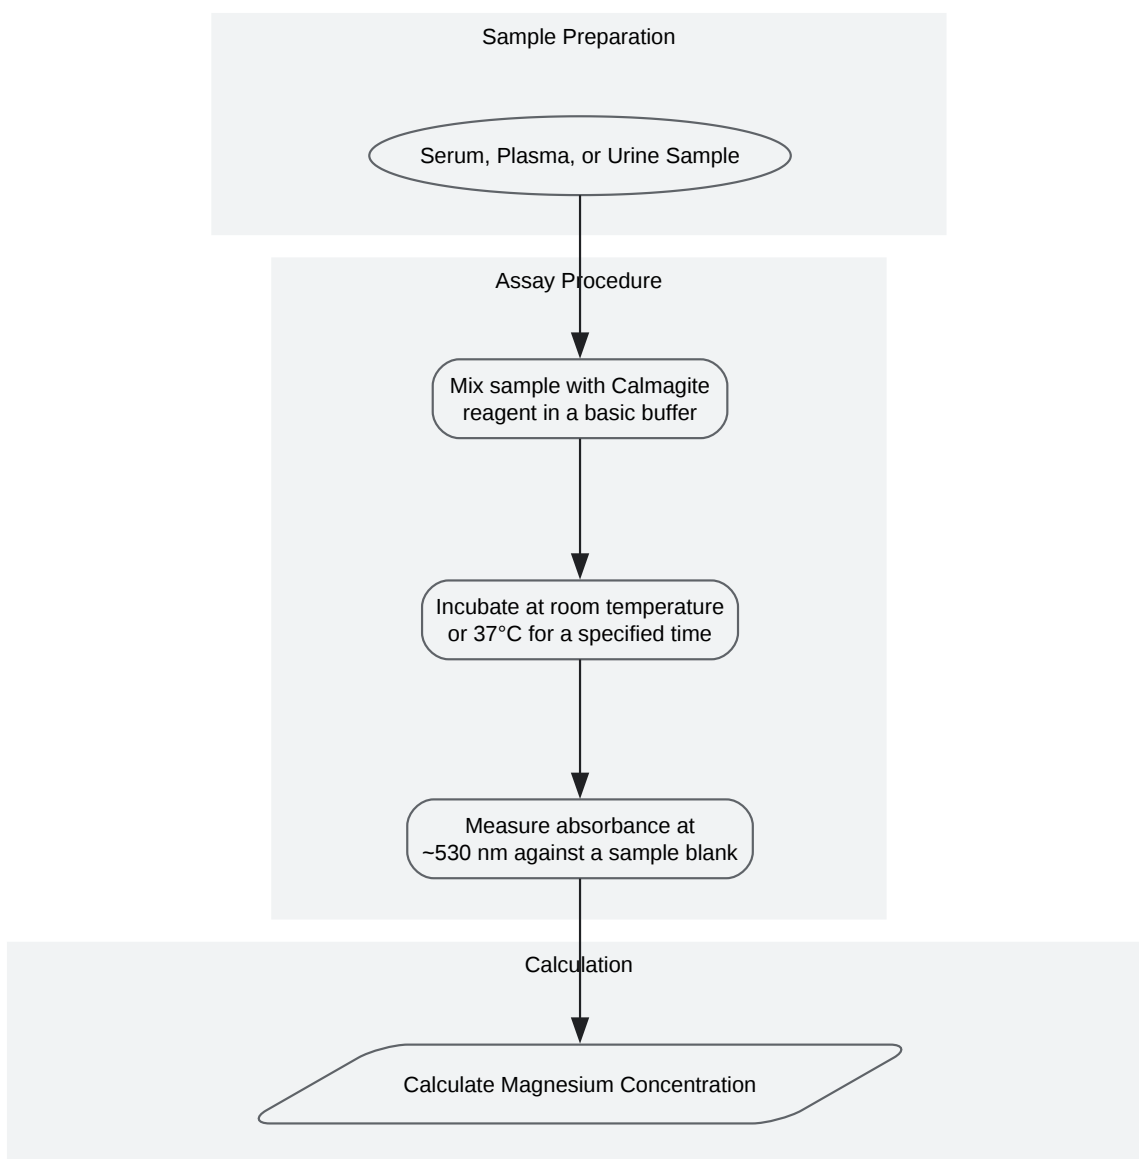 Sample Preparation
Serum, Plasma, or Urine Sample
Assay Procedure
Mix sample with Calmagite
reagent in a basic buffer
Incubate at room temperature
or 37°C for a specified time
Measure absorbance at
~530 nm against a sample blank
Calculation
Calculate Magnesium Concentration